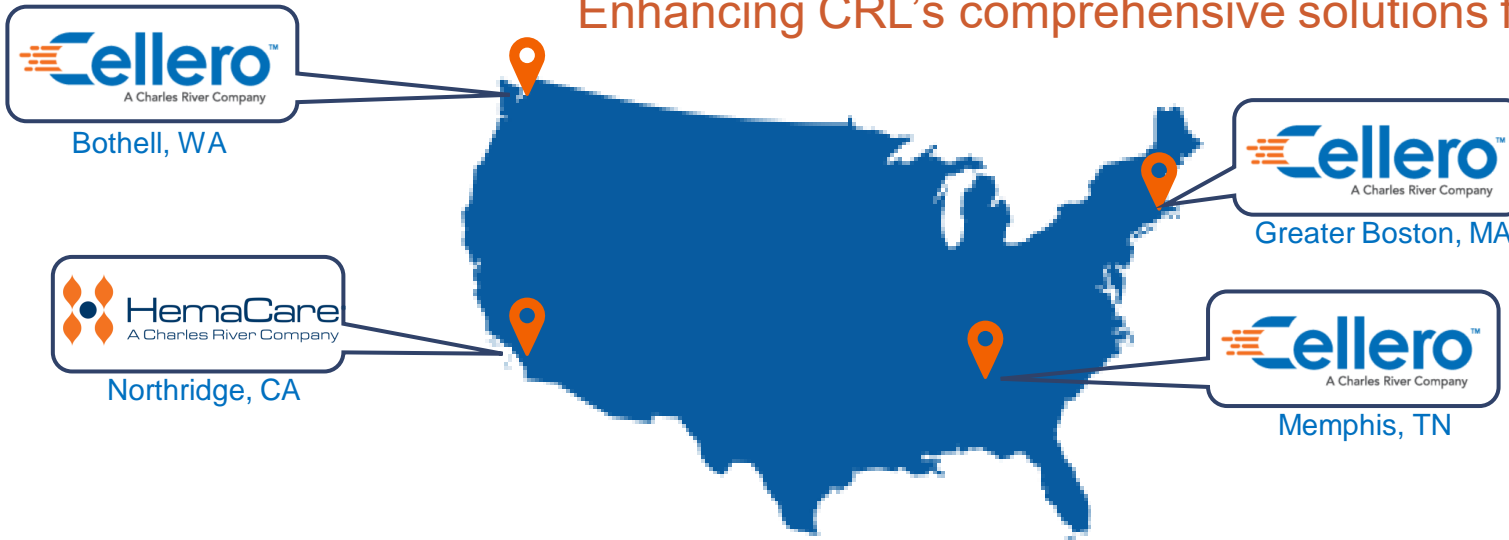 Enhancing CRL's comprehensive solutions f
Cellero™
A Charles River Company
Bothell, WA
Cellero™
A Charles River Company
Greater Boston, MA
HemaCare
A Charles River Company
Northridge, CA
Cellero™
A Charles River Company
Memphis, TN